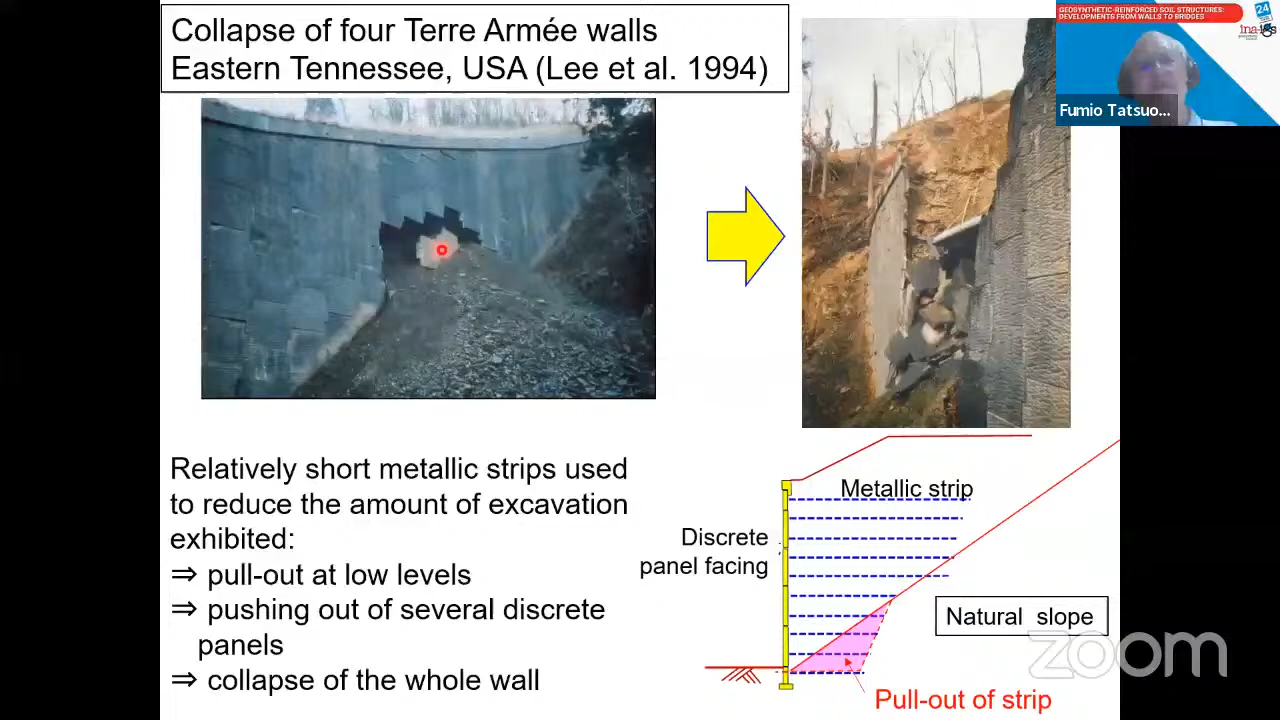 Collapse of four Terre Armée walls
Eastern Tennessee, USA (Lee et al. 1994)
GEOSYNTHETIC-REINFORCED SOIL STRUCTURES:
DEVELOPMENTS FROM WALLS TO BRIDGES
24
Fumio Tatsuo...
Relatively short metallic strips used
to reduce the amount of excavation
exhibited:
⇒ pull-out at low levels
⇒ pushing out of several discrete
panels
⇒ collapse of the whole wall
Metallic strip
Discrete
panel facing
Natural slope
Pull-out of strip
zoom